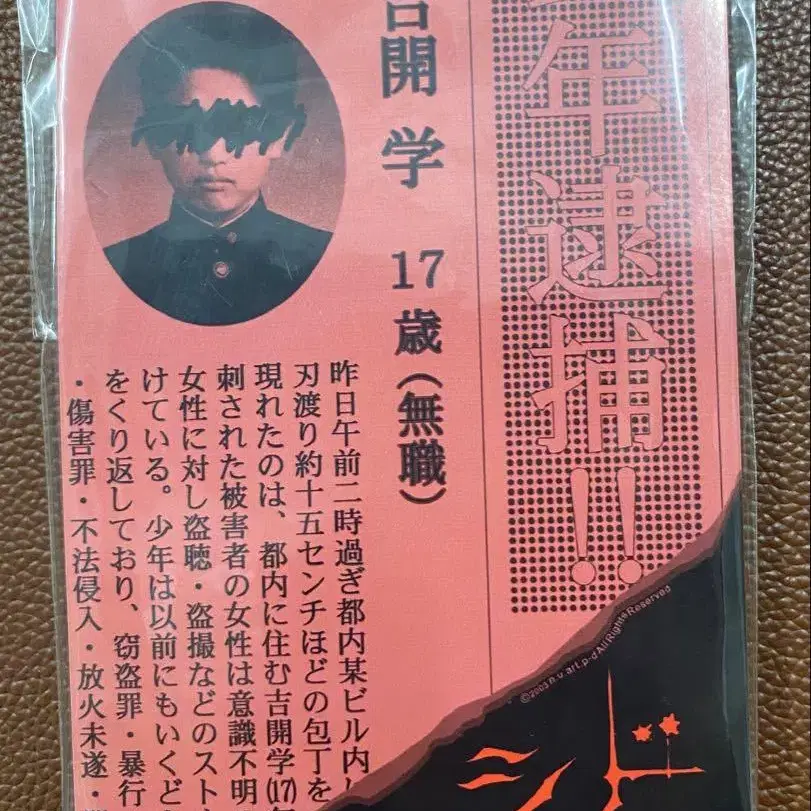 年逮捕!!
吉開 学 17歳(無職)
昨日午前二時過ぎ都内某ビル内
刃渡り約十五センチほどの包丁を
現れたのは、都内に住む吉開学(17)
刺された被害者の女性は意識不明
女性に対し盗聴・盗撮などのスト
けている。少年は以前にもいくど
をくり返しており、窃盗罪・暴行
・傷害罪・不法侵入・放火未遂・
©2003 n.u.art.p-d All Rights Reserved
シド